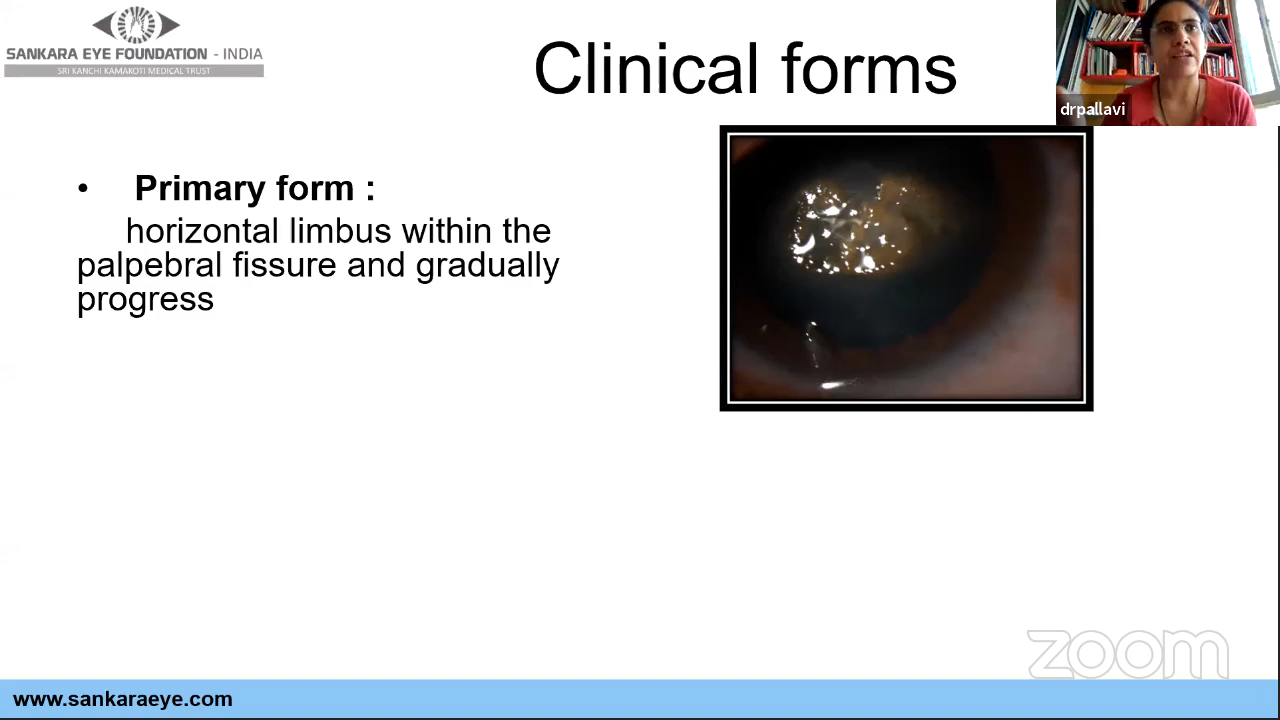 SANKARA EYE FOUNDATION - INDIA
SRI KANCHI KAMAKOTI MEDICAL TRUST
Clinical forms
drpallavi
• Primary form :
horizontal limbus within the
palpebral fissure and gradually
progress
zoom
www.sankaraeye.com